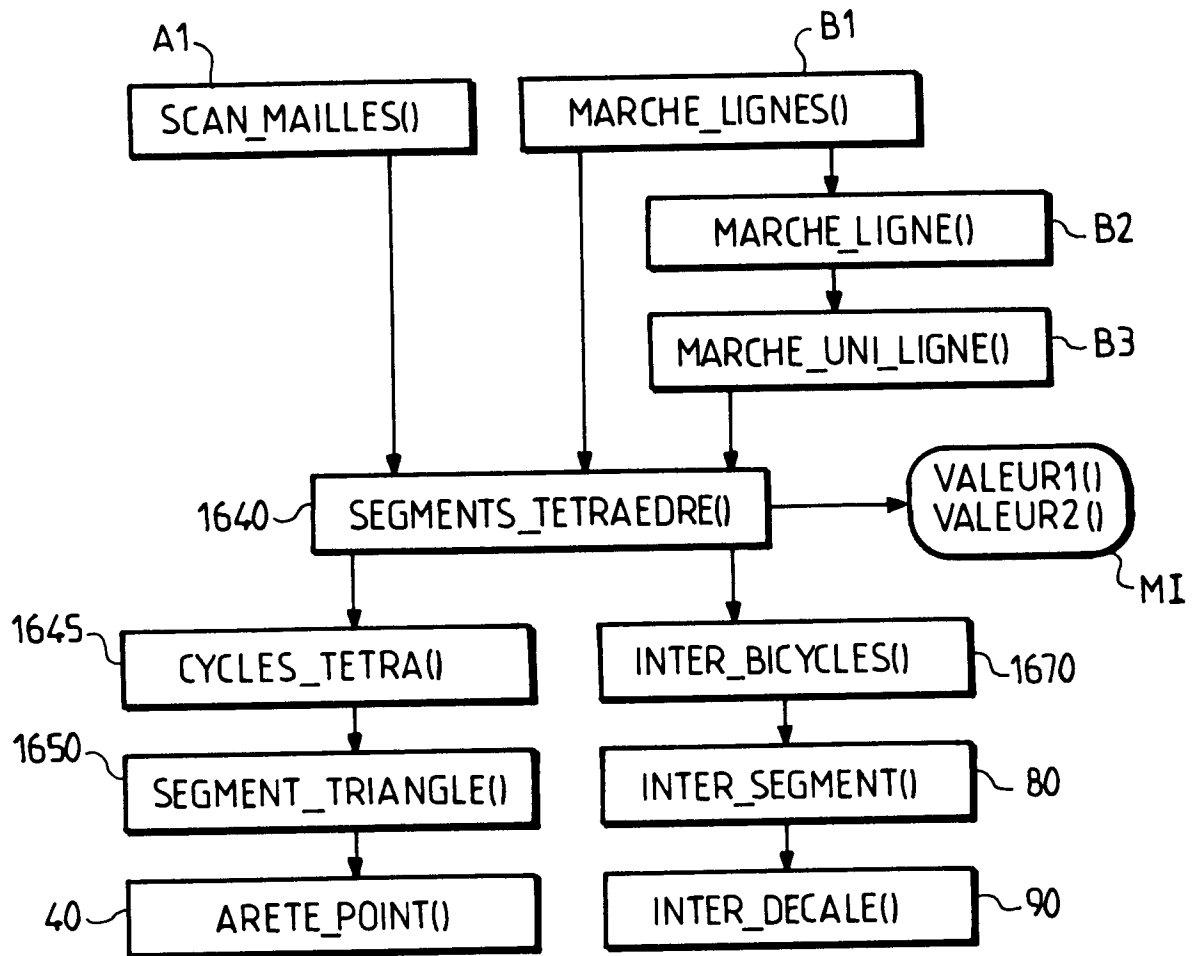 A1
B1
SCAN_MAILLES()
MARCHE_LIGNES()
MARCHE_LIGNE()
B2
MARCHE_UNI_LIGNE()
B3
1640
SEGMENTS_TETRAEDRE()
VALEUR1()
VALEUR2()
MI
1645
CYCLES_TETRA()
INTER_BICYCLES()
1670
1650
SEGMENT_TRIANGLE()
INTER_SEGMENT()
80
40
ARETE_POINT()
INTER_DECALE()
90